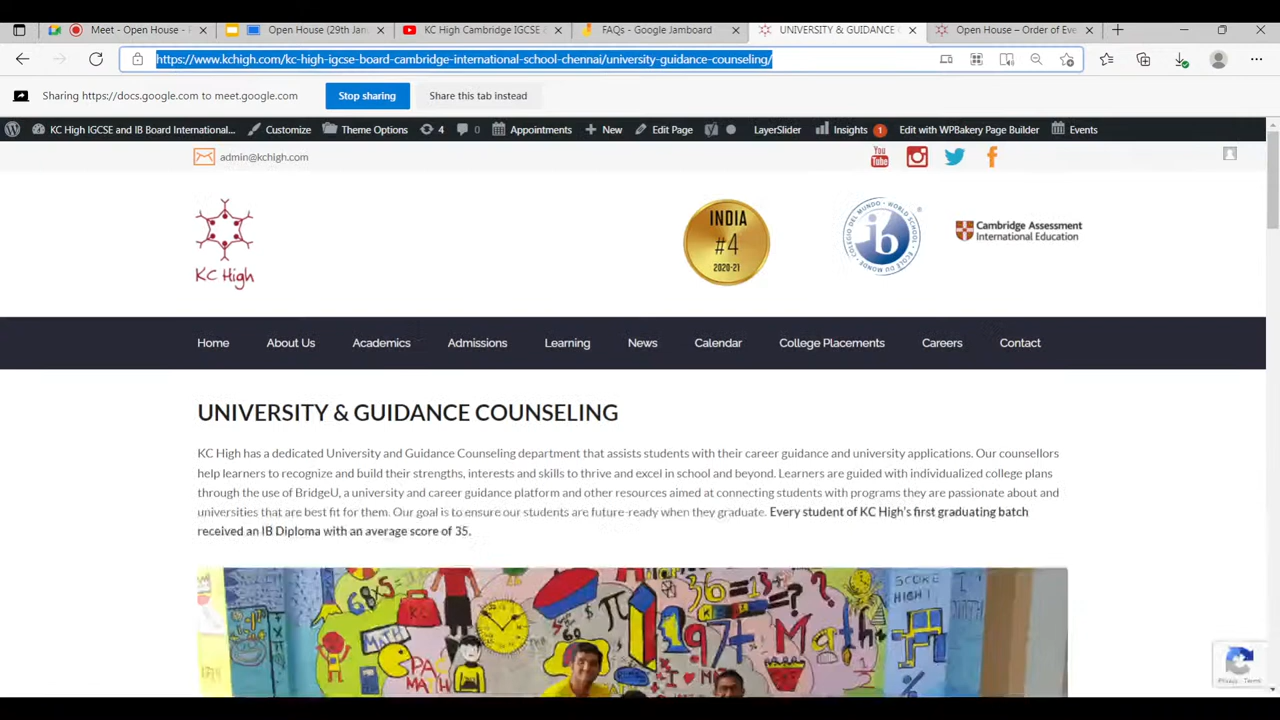 Meet - Open House -
Open House (29th Jan
KC High Cambridge IGCSE &
FAQs - Google Jamboard
UNIVERSITY & GUIDANCE C
Open House – Order of Eve
https://www.kchigh.com/kc-high-igcse-board-cambridge-international-school-chennai/university-guidance-counseling/
Sharing https://docs.google.com to meet.google.com
Stop sharing
Share this tab instead
KC High IGCSE and IB Board International...
Customize
Theme Options
4
0
Appointments
New
Edit Page
LayerSlider
Insights
1
Edit with WPBakery Page Builder
Events
admin@kchigh.com
You
Tube
KC High
INDIA
#4
2020-21
ib
Cambridge Assessment
International Education
Home
About Us
Academics
Admissions
Learning
News
Calendar
College Placements
Careers
Contact
UNIVERSITY & GUIDANCE COUNSELING
KC High has a dedicated University and Guidance Counseling department that assists students with their career guidance and university applications. Our counsellors
help learners to recognize and build their strengths, interests and skills to thrive and excel in school and beyond. Learners are guided with individualized college plans
through the use of BridgeU, a university and career guidance platform and other resources aimed at connecting students with programs they are passionate about and
universities that are best fit for them. Our goal is to ensure our students are future-ready when they graduate. Every student of KC High's first graduating batch
received an IB Diploma with an average score of 35.
SCORE
HIGH!
MATH
PAC
MATH
Math
Privacy - Terms